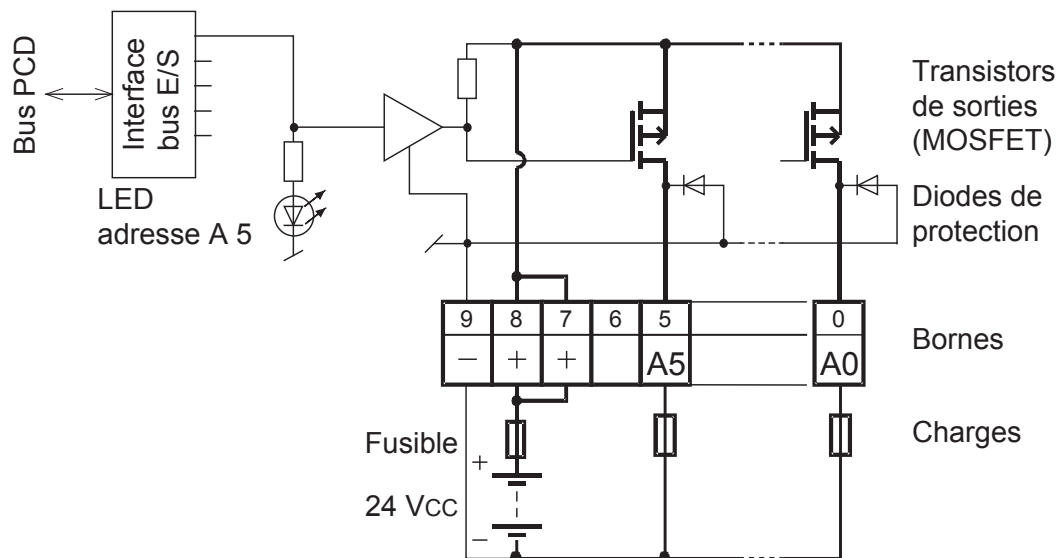 Bus PCD
Interface
bus E/S
LED
adresse A 5
Transistors
de sorties
(MOSFET)
Diodes de
protection
9 8 7 6 5 0
− + + A5 A0
Bornes
Fusible
Charges
+
24 VCC
−